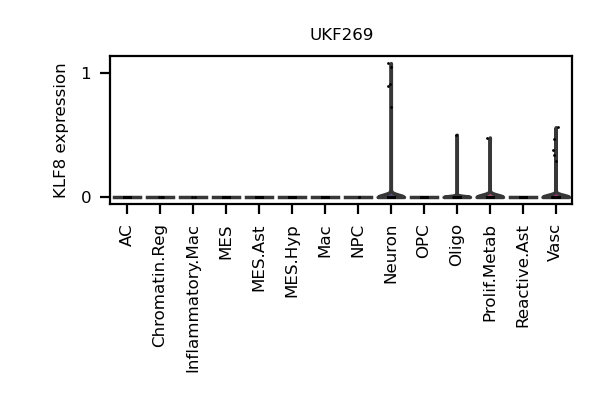 UKF269
KLF8 expression
1
0
AC
Chromatin.Reg
Inflammatory.Mac
MES
MES.Ast
MES.Hyp
Mac
NPC
Neuron
OPC
Oligo
Prolif.Metab
Reactive.Ast
Vasc